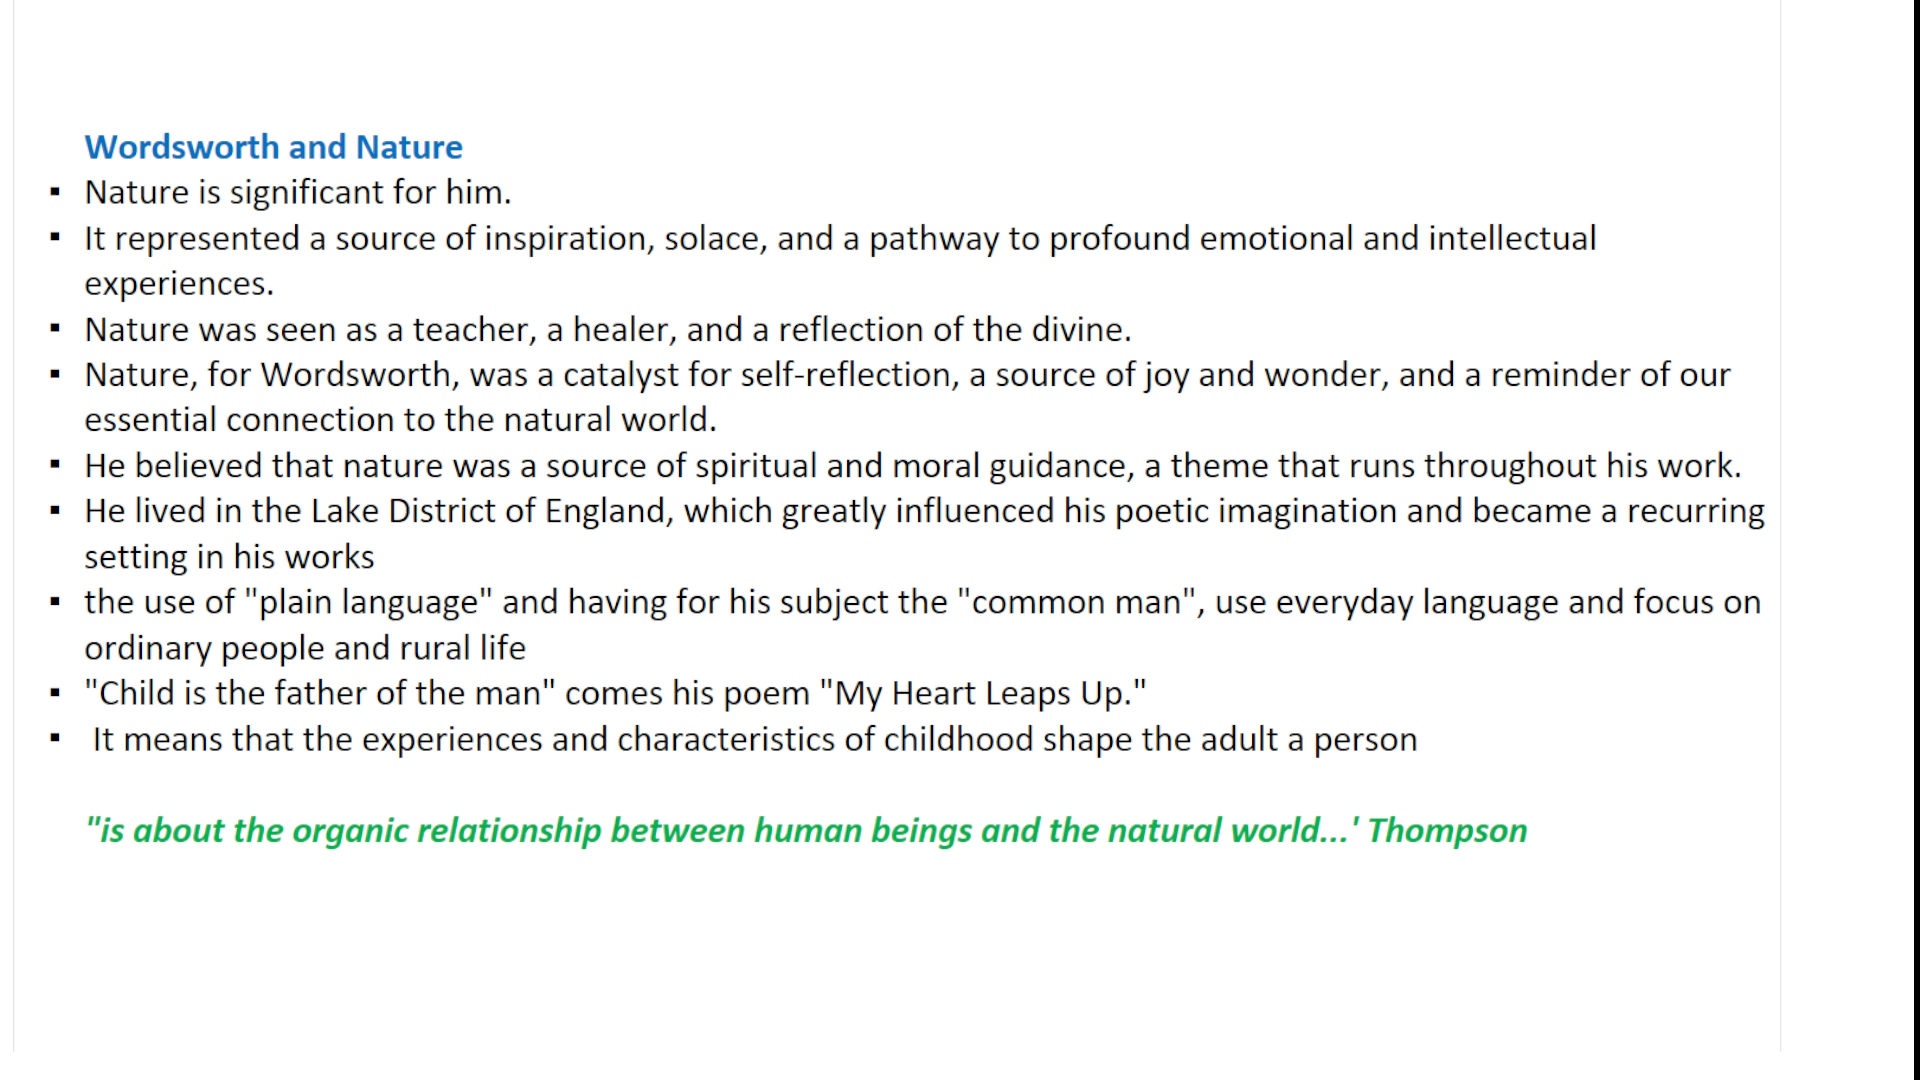 Wordsworth and Nature
▪ Nature is significant for him.
▪ It represented a source of inspiration, solace, and a pathway to profound emotional and intellectual
experiences.
▪ Nature was seen as a teacher, a healer, and a reflection of the divine.
▪ Nature, for Wordsworth, was a catalyst for self-reflection, a source of joy and wonder, and a reminder of our
essential connection to the natural world.
▪ He believed that nature was a source of spiritual and moral guidance, a theme that runs throughout his work.
▪ He lived in the Lake District of England, which greatly influenced his poetic imagination and became a recurring
setting in his works
▪ the use of "plain language" and having for his subject the "common man", use everyday language and focus on
ordinary people and rural life
▪ "Child is the father of the man" comes his poem "My Heart Leaps Up."
▪ It means that the experiences and characteristics of childhood shape the adult a person
"is about the organic relationship between human beings and the natural world...' Thompson